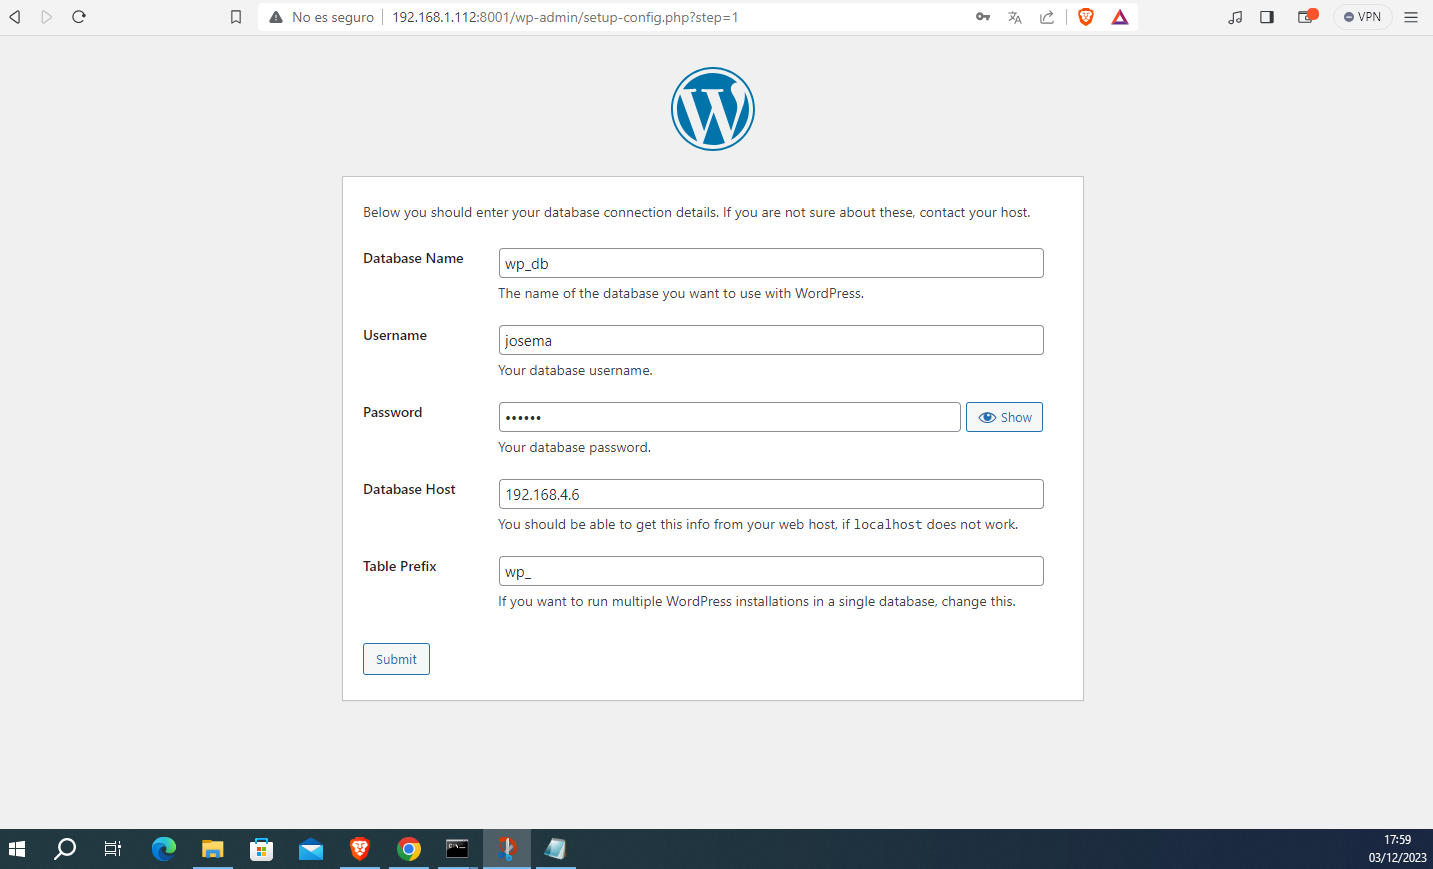 No es seguro 192.168.1.112:8001/wp-admin/setup-config.php?step=1
VPN
Below you should enter your database connection details. If you are not sure about these, contact your host.
Database Name
wp_db
The name of the database you want to use with WordPress.
Username
josema
Your database username.
Password
••••••
Show
Your database password.
Database Host
192.168.4.6
You should be able to get this info from your web host, if localhost does not work.
Table Prefix
wp_
If you want to run multiple WordPress installations in a single database, change this.
Submit
17:59
03/12/2023